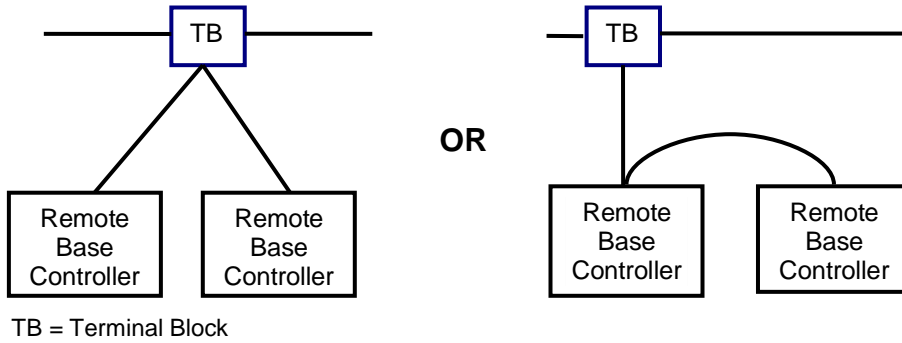 TB
TB
OR
Remote
Base
Controller
Remote
Base
Controller
Remote
Base
Controller
Remote
Base
Controller
TB = Terminal Block